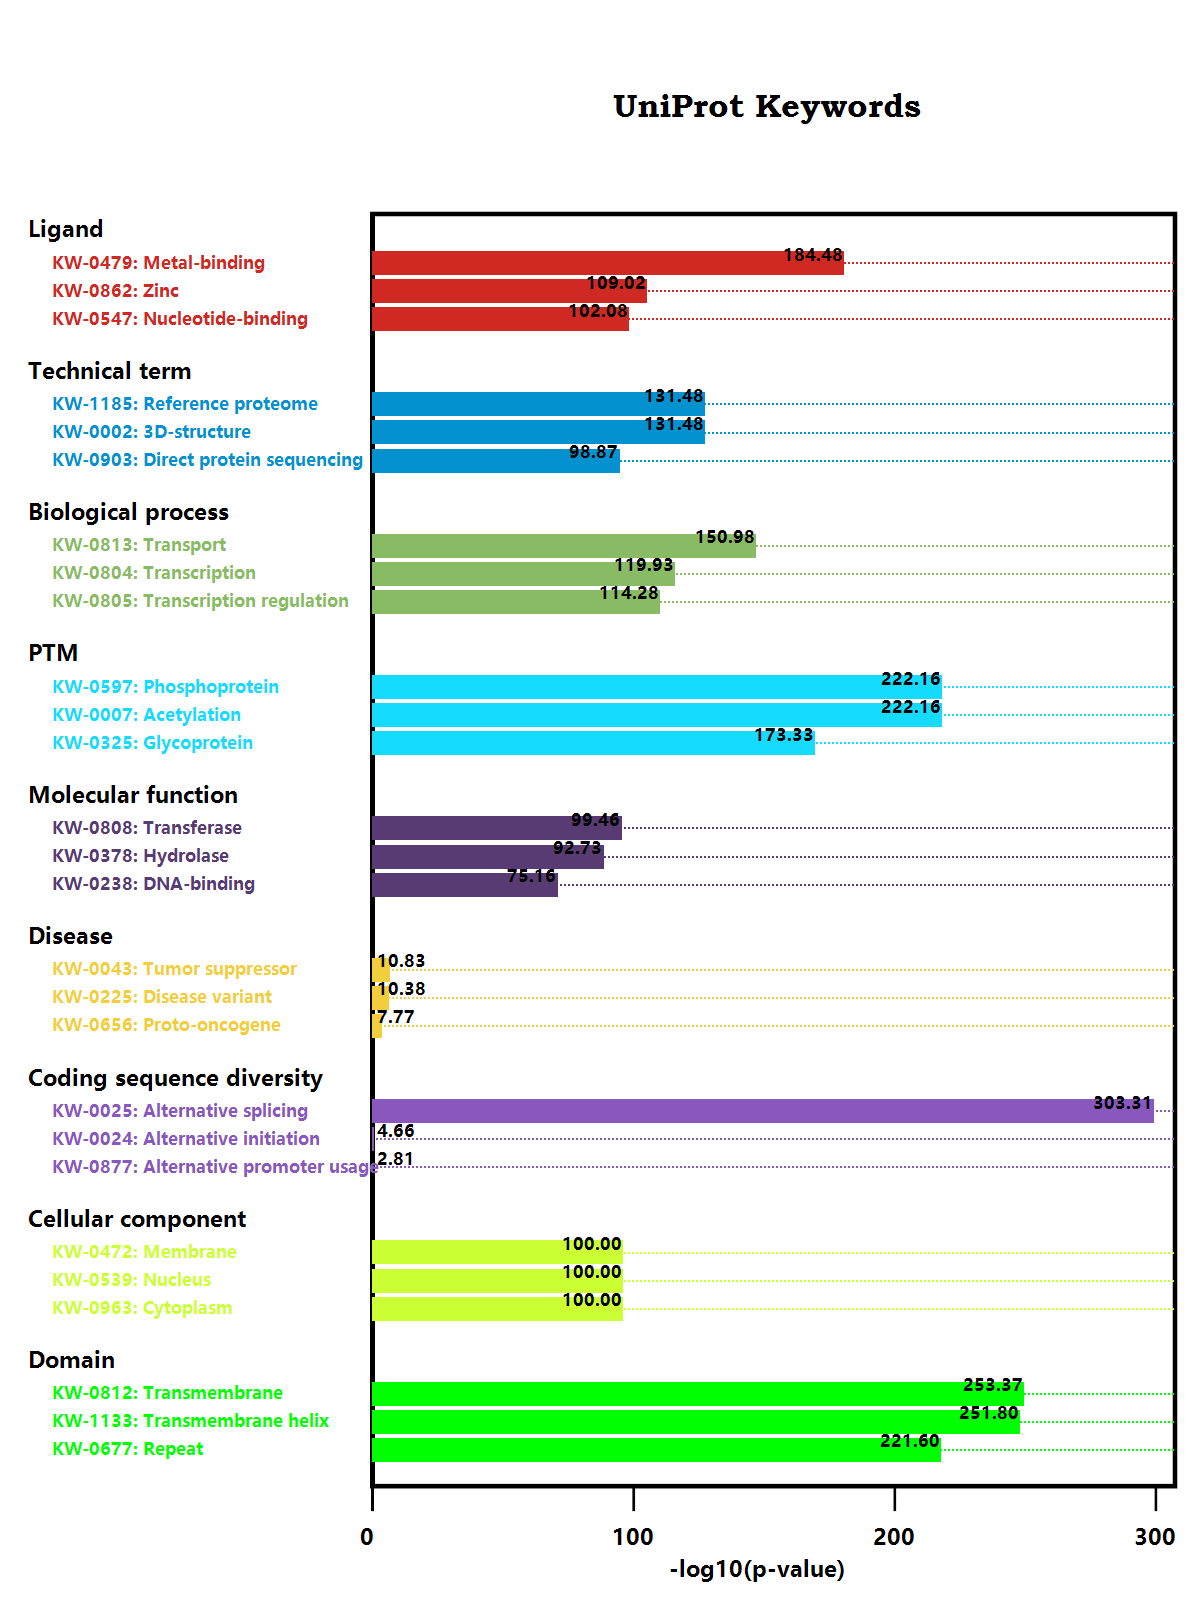 UniProt Keywords
Ligand
KW-0479: Metal-binding 184.48
KW-0862: Zinc 109.02
KW-0547: Nucleotide-binding 102.08
Technical term
KW-1185: Reference proteome 131.48
KW-0002: 3D-structure 131.48
KW-0903: Direct protein sequencing 98.87
Biological process
KW-0813: Transport 150.98
KW-0804: Transcription 119.93
KW-0805: Transcription regulation 114.28
PTM
KW-0597: Phosphoprotein 222.16
KW-0007: Acetylation 222.16
KW-0325: Glycoprotein 173.33
Molecular function
KW-0808: Transferase 99.46
KW-0378: Hydrolase 92.73
KW-0238: DNA-binding 75.16
Disease
KW-0043: Tumor suppressor 10.83
KW-0225: Disease variant 10.38
KW-0656: Proto-oncogene 7.77
Coding sequence diversity
KW-0025: Alternative splicing 303.31
KW-0024: Alternative initiation 4.66
KW-0877: Alternative promoter usage 2.81
Cellular component
KW-0472: Membrane 100.00
KW-0539: Nucleus 100.00
KW-0963: Cytoplasm 100.00
Domain
KW-0812: Transmembrane 253.37
KW-1133: Transmembrane helix 251.80
KW-0677: Repeat 221.60
0 100 200 300
-log10(p-value)